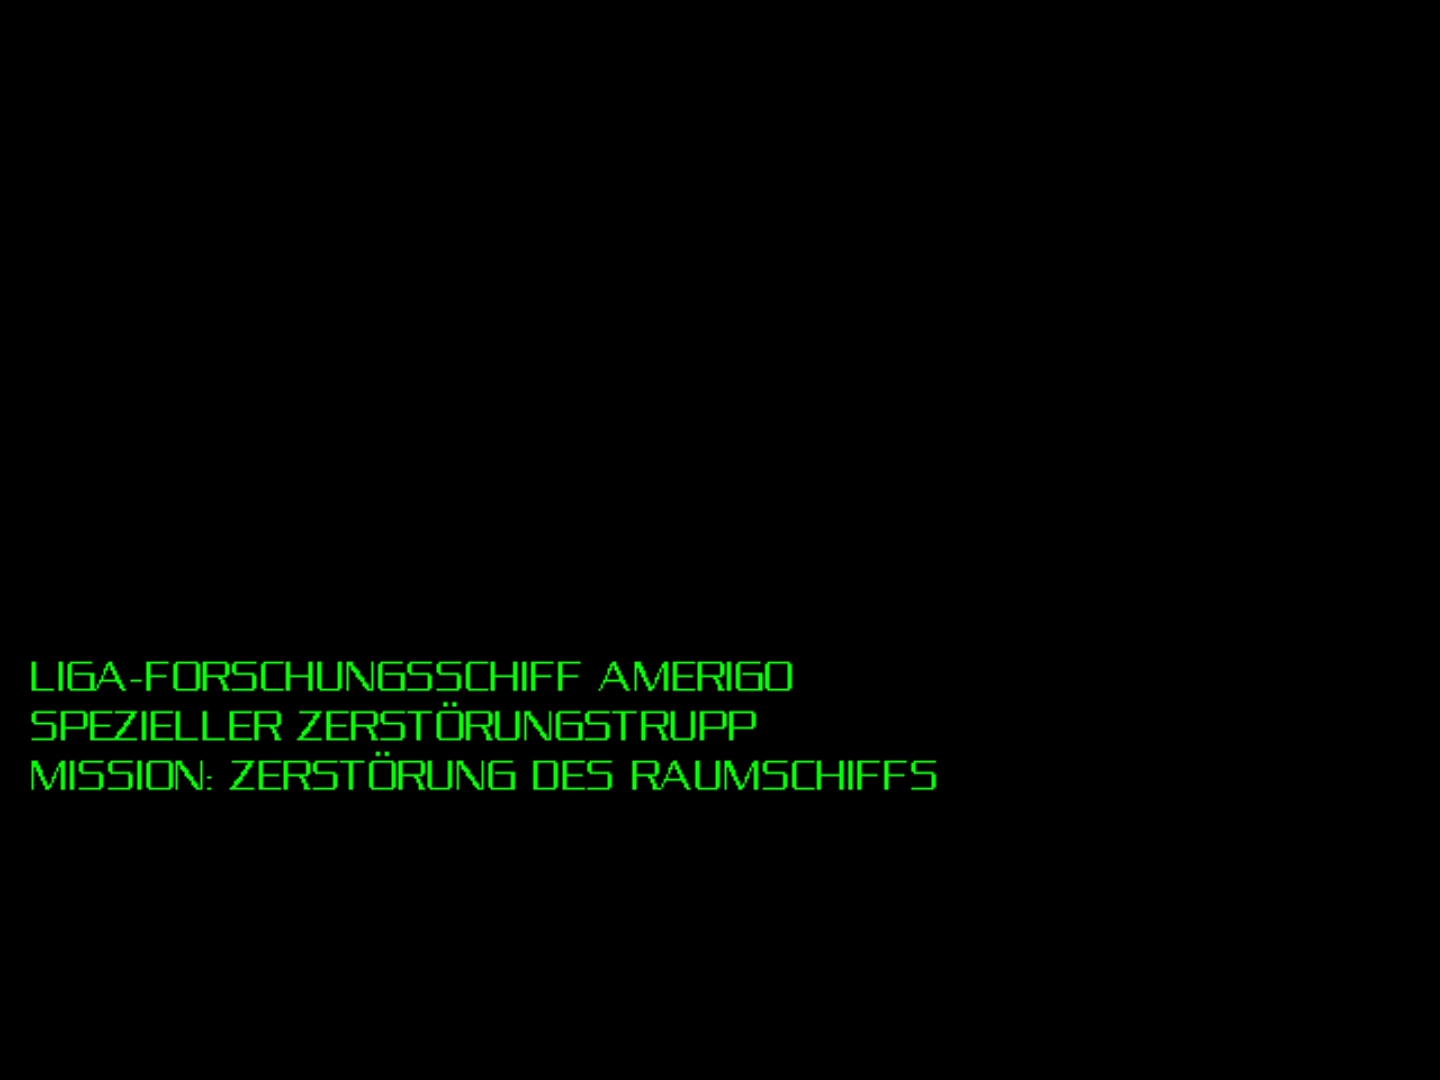 LIGA-FORSCHUNGSSCHIFF AMERIGO
SPEZIELLER ZERSTÖRUNGSTRUPP
MISSION: ZERSTÖRUNG DES RAUMSCHIFFS